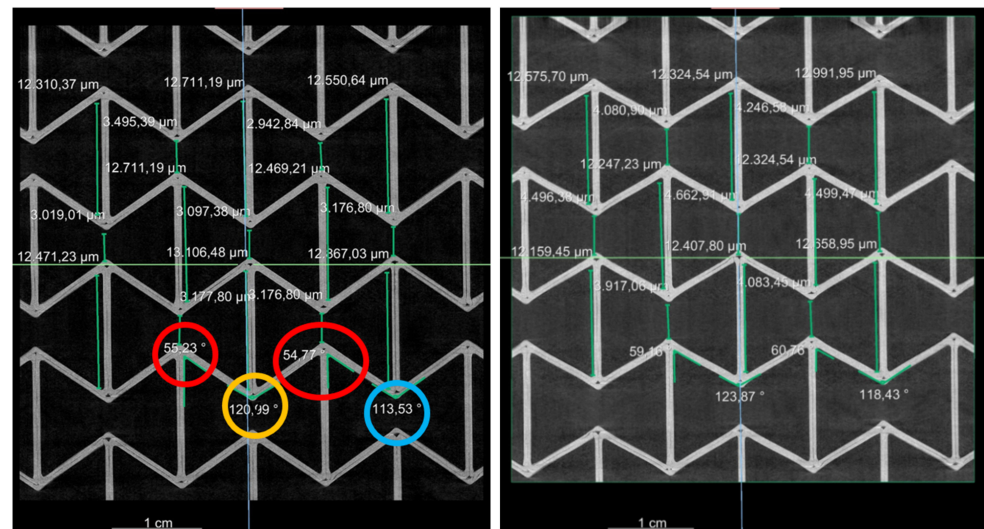 12.310,37 µm
12.711,19 µm
12.550,64 µm
3.495,39 µm
2.942,84 µm
12.711,19 µm
12.469,21 µm
3.019,01 µm
3.097,38 µm
3.176,80 µm
12.471,23 µm
13.106,48 µm
12.867,03 µm
3.177,80 µm
3.176,80 µm
55,23 °
54,77 °
120,99 °
113,53 °
1 cm
12.575,70 µm
12.324,54 µm
12.991,95 µm
4.080,90 µm
4.246,58 µm
12.247,23 µm
12.324,54 µm
4.496,38 µm
4.662,91 µm
4.499,47 µm
12.159,45 µm
12.407,80 µm
12.658,95 µm
3.917,06 µm
4.083,45 µm
59,16 °
60,76 °
123,87 °
118,43 °
1 cm